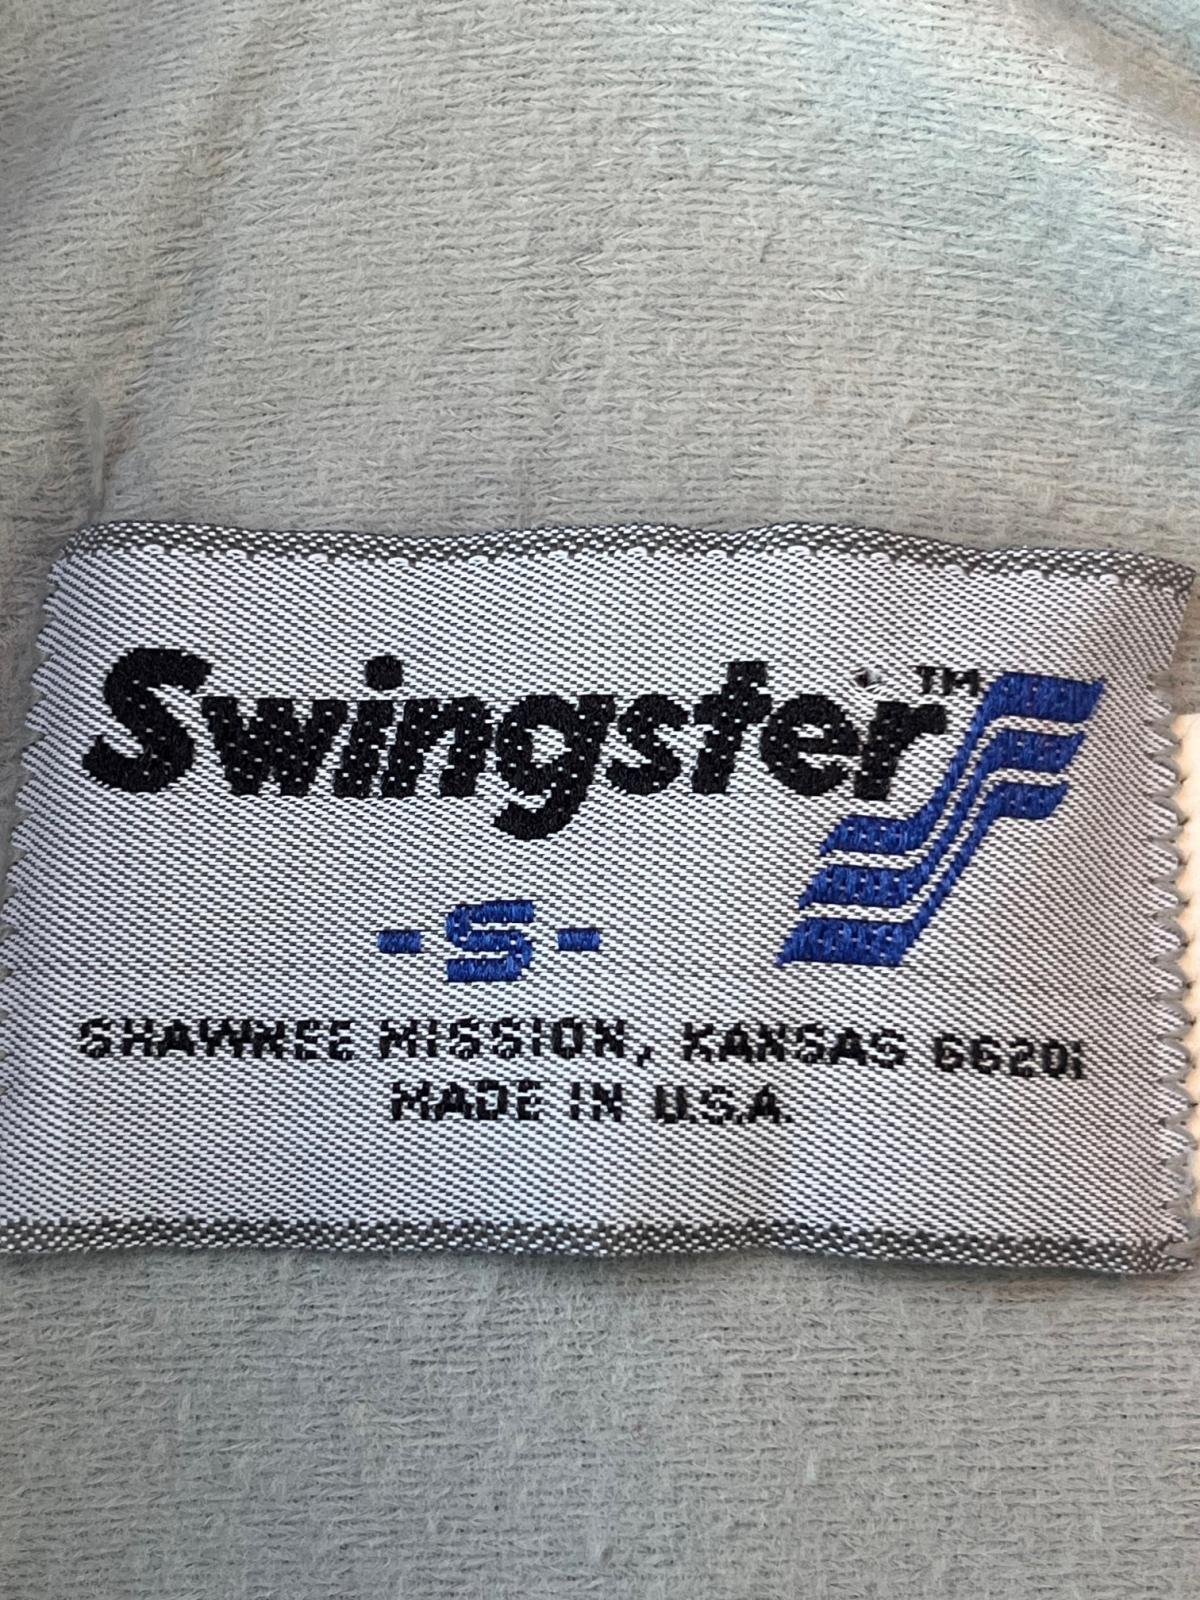 Swingster™
-S-
SHAWNEE MISSION, KANSAS 66201
MADE IN U.S.A.